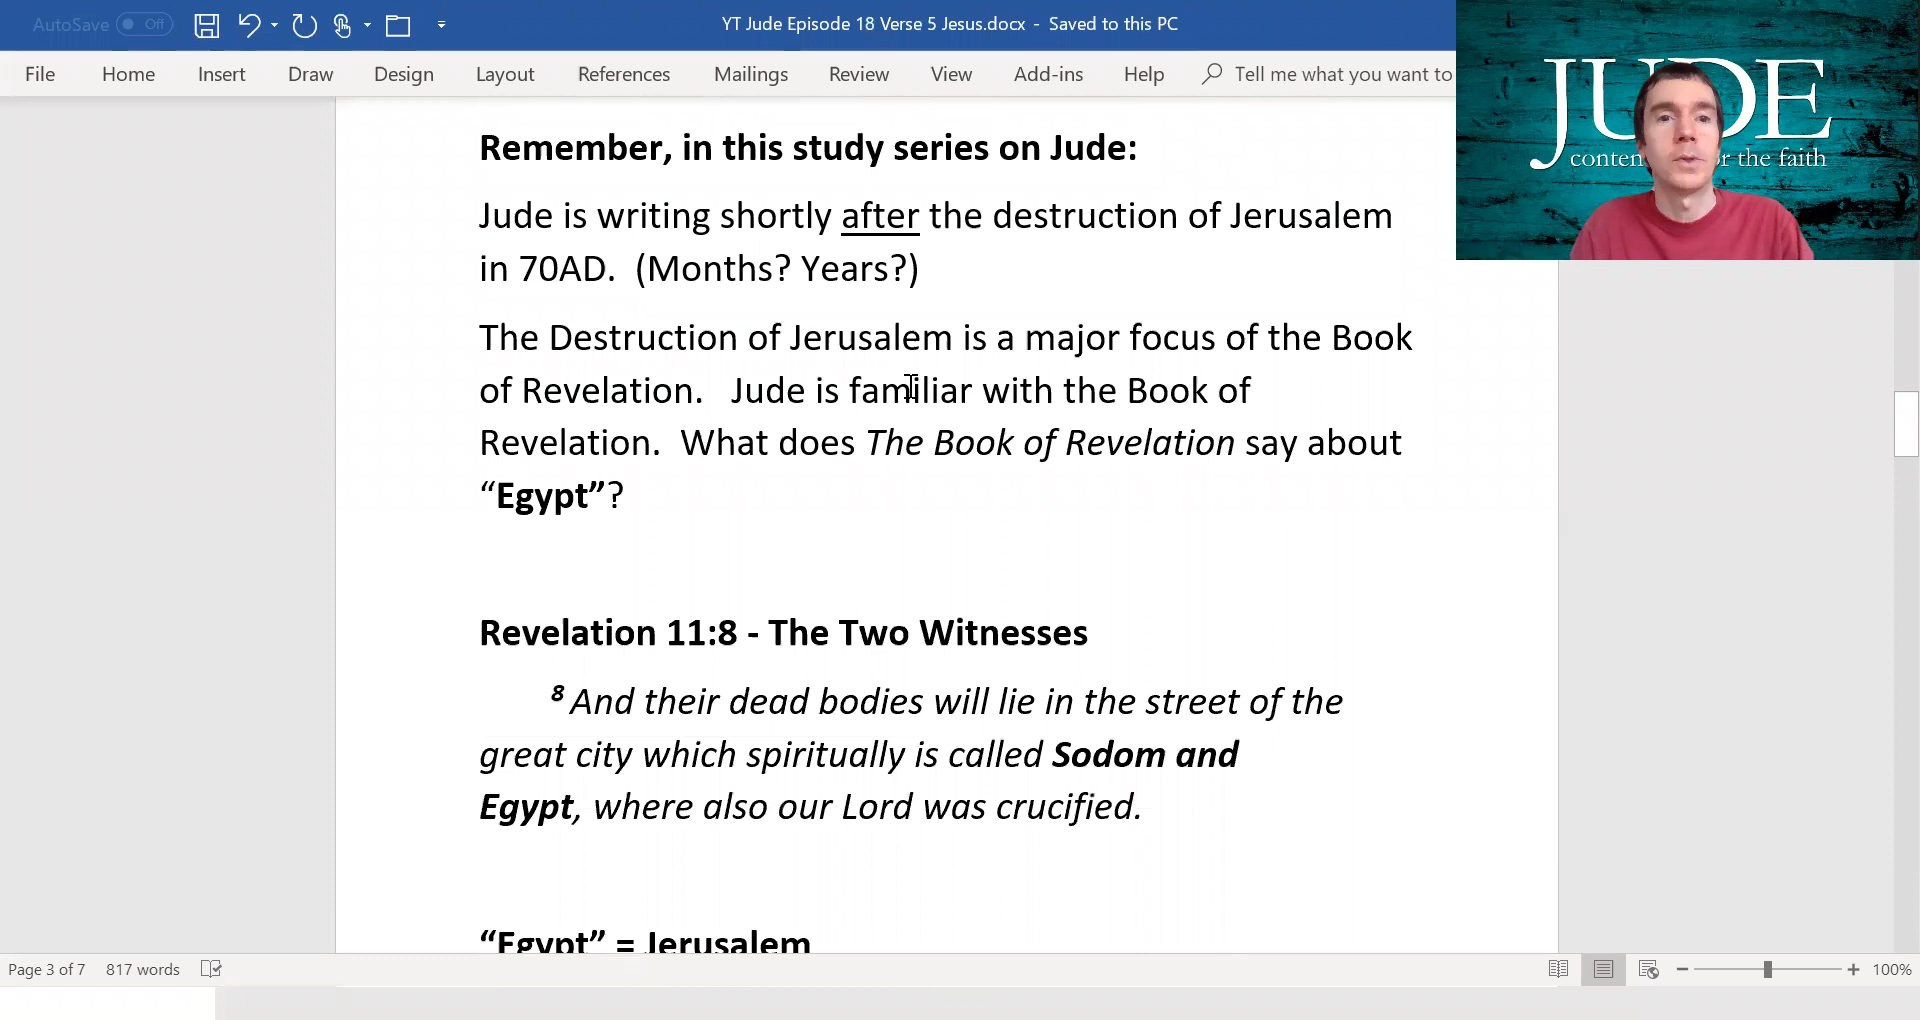 AutoSave Off YT Jude Episode 18 Verse 5 Jesus.docx - Saved to this PC
File Home Insert Draw Design Layout References Mailings Review View Add-ins Help Tell me what you want to
JUDE
conten r the faith
Remember, in this study series on Jude:
Jude is writing shortly after the destruction of Jerusalem
in 70AD. (Months? Years?)
The Destruction of Jerusalem is a major focus of the Book
of Revelation. Jude is familiar with the Book of
Revelation. What does The Book of Revelation say about
“Egypt”?
Revelation 11:8 - The Two Witnesses
8 And their dead bodies will lie in the street of the
great city which spiritually is called Sodom and
Egypt, where also our Lord was crucified.
“Egypt” = Jerusalem
Page 3 of 7 817 words 100%